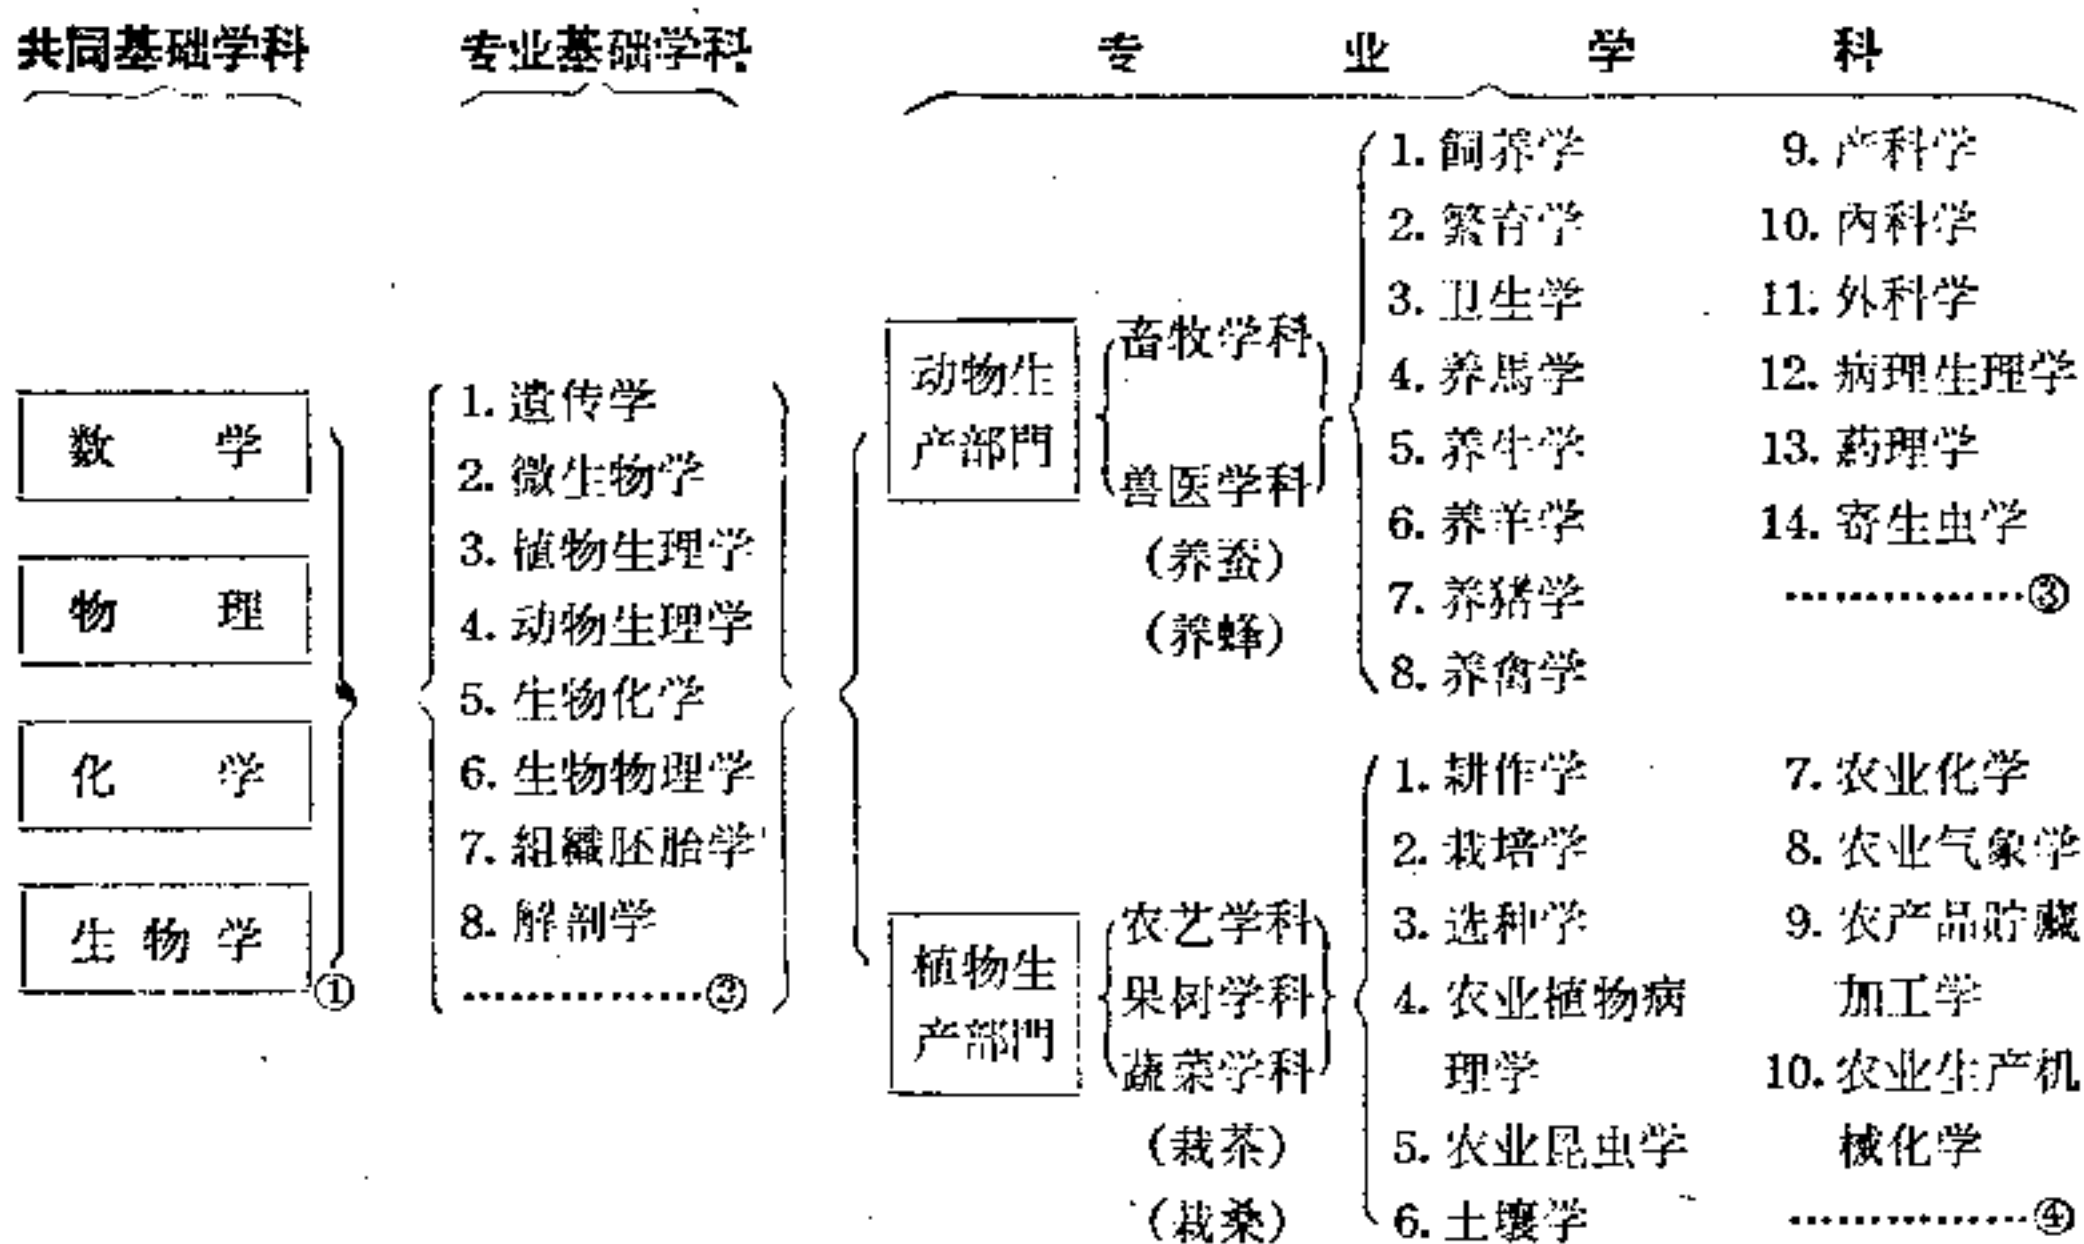 共同基础学科
专业基础学科
专业学科
数学
物理
化学
生物学
①
1. 遺传学
2. 微生物学
3. 植物生理学
4. 动物生理学
5. 生物化学
6. 生物物理学
7. 組織胚胎学
8. 解剖学
……………②
动物生
产部門
畜牧学科
兽医学科
(养蚕)
(养蜂)
1. 飼养学
2. 繁育学
3. 卫生学
4. 养馬学
5. 养牛学
6. 养羊学
7. 养猪学
8. 养禽学
9. 产科学
10. 內科学
11. 外科学
12. 病理生理学
13. 葯理学
14. 寄生虫学
……………③
植物生
产部門
农艺学科
果树学科
蔬菜学科
(栽茶)
(栽桑)
1. 耕作学
2. 栽培学
3. 选种学
4. 农业植物病
理学
5. 农业昆虫学
6. 土壤学
7. 农业化学
8. 农业气象学
9. 农产品貯藏
加工学
10. 农业生产机
械化学
……………④